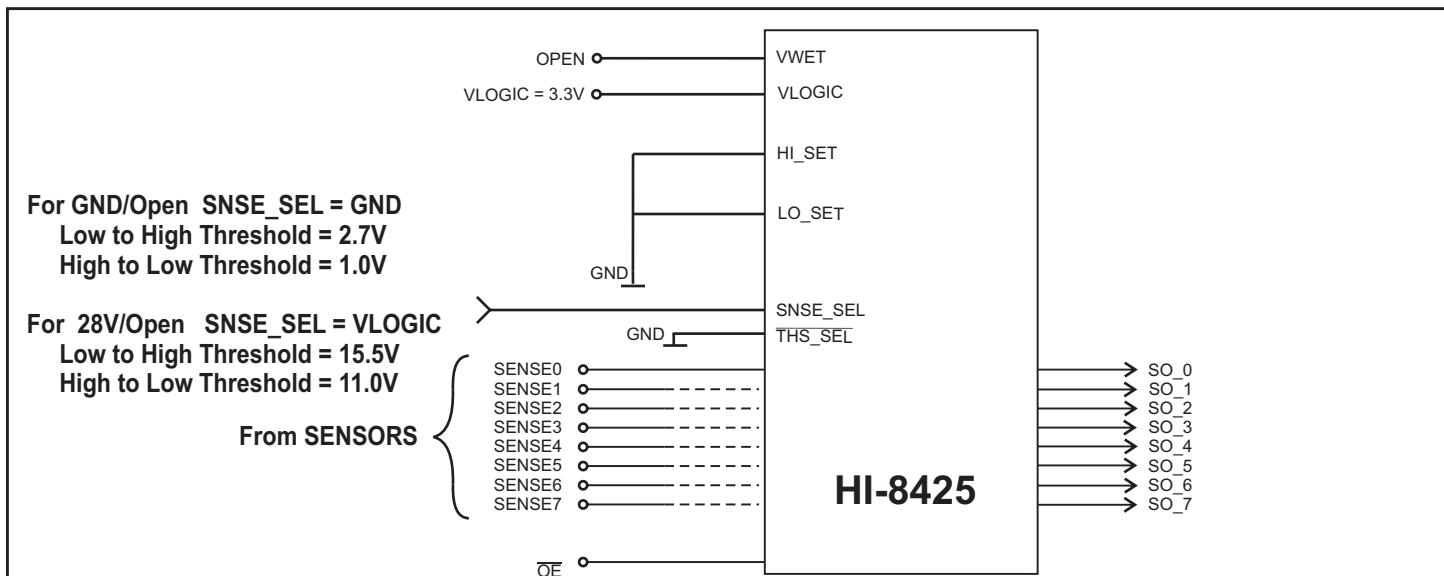 OPEN
VWET
VLOGIC = 3.3V
VLOGIC
HI_SET
For GND/Open SNSE_SEL = GND
LO_SET
Low to High Threshold = 2.7V
High to Low Threshold = 1.0V
GND
For 28V/Open SNSE_SEL = VLOGIC
SNSE_SEL
GND
THS_SEL
Low to High Threshold = 15.5V
High to Low Threshold = 11.0V
From SENSORS
SENSE0
SENSE1
SENSE2
SENSE3
SENSE4
SENSE5
SENSE6
SENSE7
SO_0
SO_1
SO_2
SO_3
SO_4
SO_5
SO_6
SO_7
HI-8425
OE